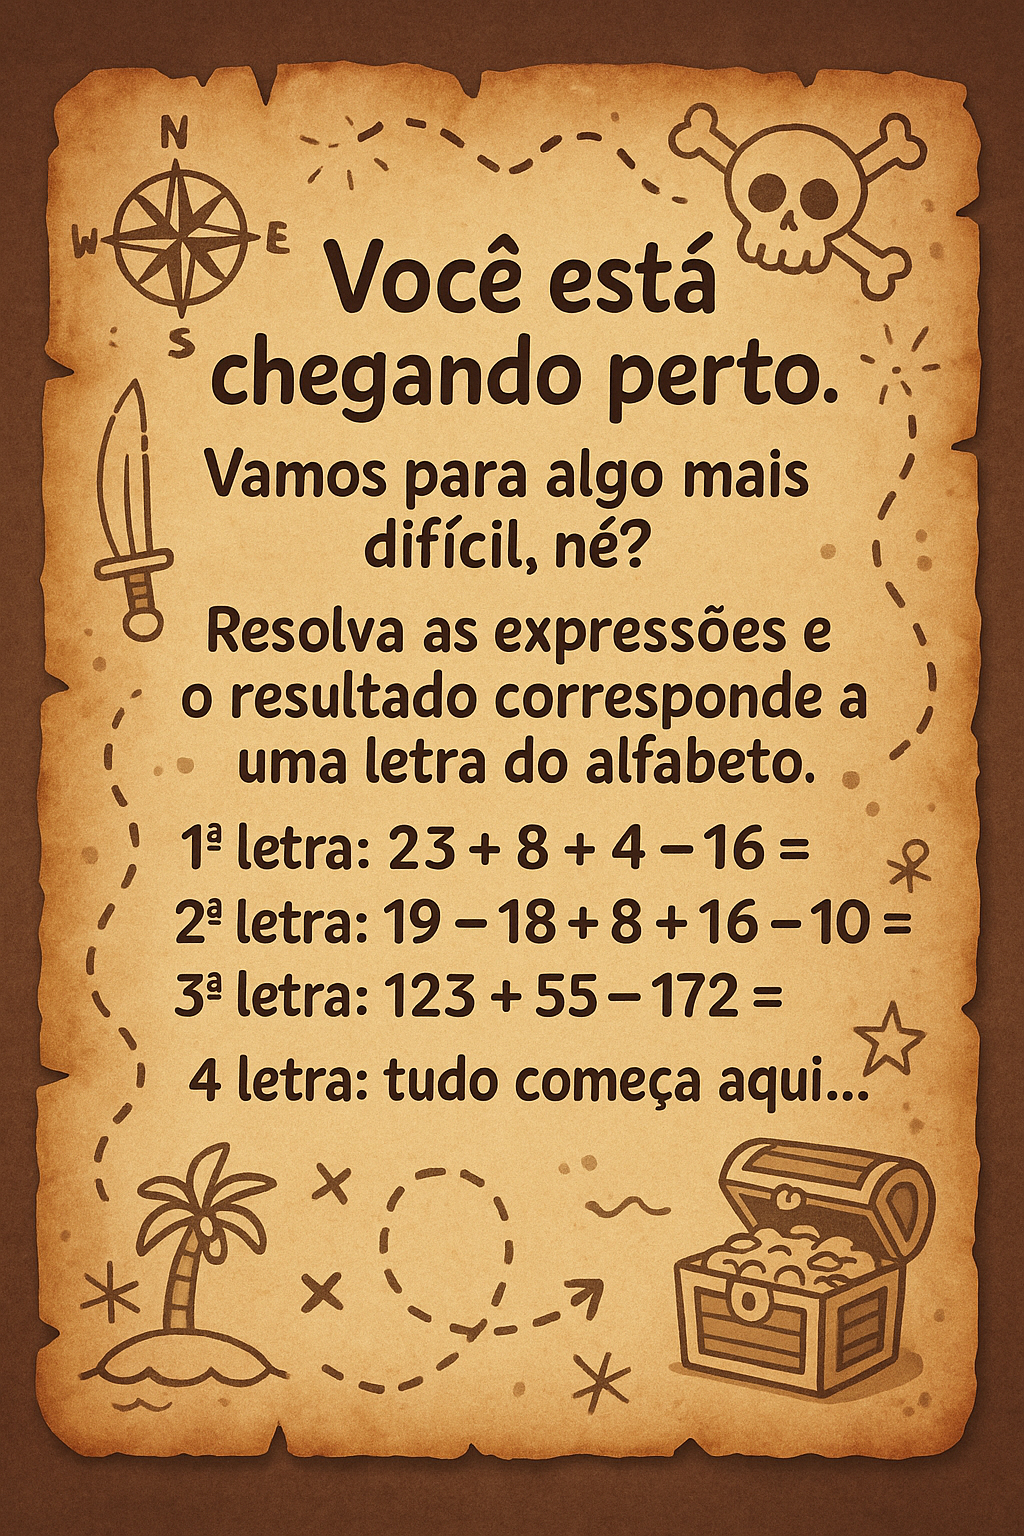 N
W
E
S
Você está
chegando perto.
Vamos para algo mais
difícil, né?
Resolva as expressões e
o resultado corresponde a
uma letra do alfabeto.
1ª letra: 23 + 8 + 4 – 16 =
2ª letra: 19 – 18 + 8 + 16 – 10 =
3ª letra: 123 + 55 – 172 =
4 letra: tudo começa aqui...